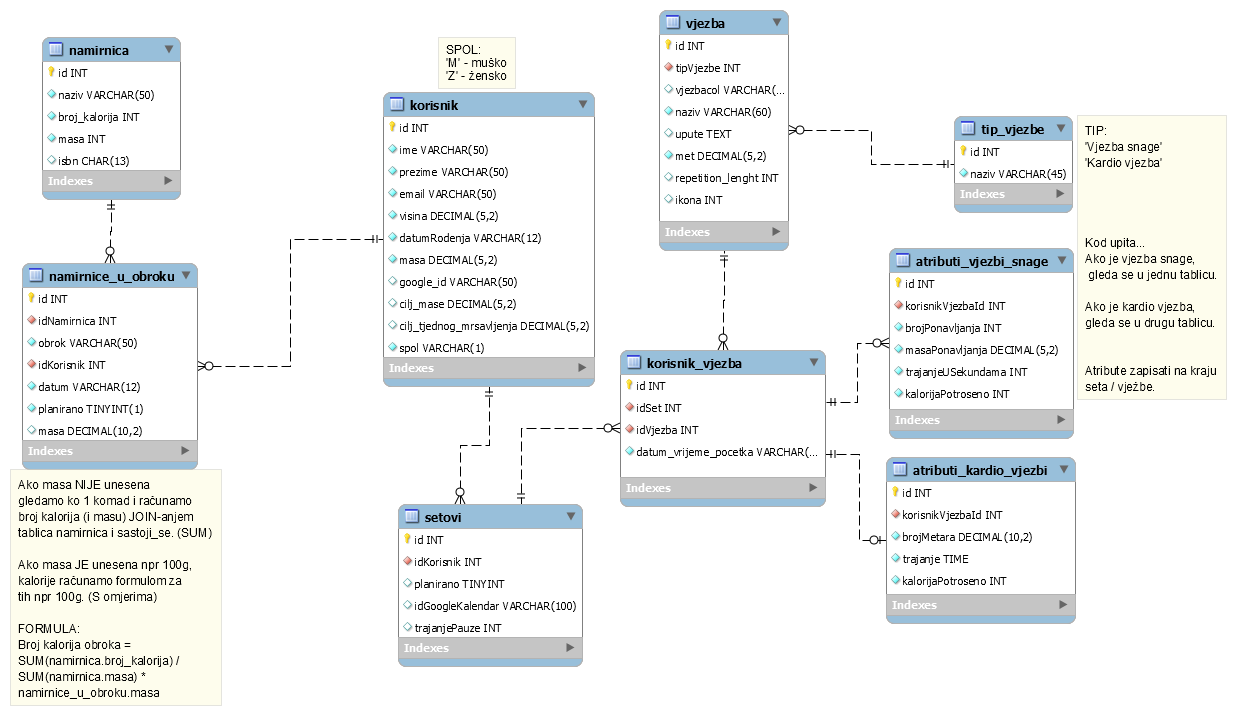 namirnica
id INT
naziv VARCHAR(50)
broj_kalorija INT
masa INT
isbn CHAR(13)
Indexes
namirnice_u_obroku
id INT
idNamirnica INT
obrok VARCHAR(50)
idKorisnik INT
datum VARCHAR(12)
planirano TINYINT(1)
masa DECIMAL(10,2)
Indexes
Ako masa NIJE unesena
gledamo ko 1 komad i računamo
broj kalorija (i masu) JOIN-anjem
tablica namirnica i sastoji_se. (SUM)
Ako masa JE unesena npr 100g,
kalorije računamo formulom za
tih npr 100g. (S omjerima)
FORMULA:
Broj kalorija obroka =
SUM(namirnica.broj_kalorija) /
SUM(namirnica.masa) *
namirnice_u_obroku.masa
SPOL:
'M' - muško
'Z' - žensko
korisnik
id INT
ime VARCHAR(50)
prezime VARCHAR(50)
email VARCHAR(50)
visina DECIMAL(5,2)
datumRodenja VARCHAR(12)
masa DECIMAL(5,2)
google_id VARCHAR(50)
cilj_mase DECIMAL(5,2)
cilj_tjednog_mrsavljenja DECIMAL(5,2)
spol VARCHAR(1)
Indexes
setovi
id INT
idKorisnik INT
planirano TINYINT
idGoogleKalendar VARCHAR(100)
trajanjePauze INT
Indexes
vjezba
id INT
tipVjezbe INT
vjezbacol VARCHAR(...
naziv VARCHAR(60)
upute TEXT
met DECIMAL(5,2)
repetition_lenght INT
ikona INT
Indexes
korisnik_vjezba
id INT
idSet INT
idVjezba INT
datum_vrijeme_pocetka VARCHAR(...
Indexes
tip_vjezbe
id INT
naziv VARCHAR(45)
Indexes
atributi_vjezbi_snage
id INT
korisnikVjezbaId INT
brojPonavljanja INT
masaPonavljanja DECIMAL(5,2)
trajanjeUSekundama INT
kalorijaPotroseno INT
Indexes
atributi_kardio_vjezbi
id INT
korisnikVjezbaId INT
brojMetara DECIMAL(10,2)
trajanje TIME
kalorijaPotroseno INT
Indexes
TIP:
'Vjezba snage'
'Kardio vjezba'
Kod upita...
Ako je vjezba snage,
gleda se u jednu tablicu.
Ako je kardio vjezba,
gleda se u drugu tablicu.
Atribute zapisati na kraju
seta / vježbe.